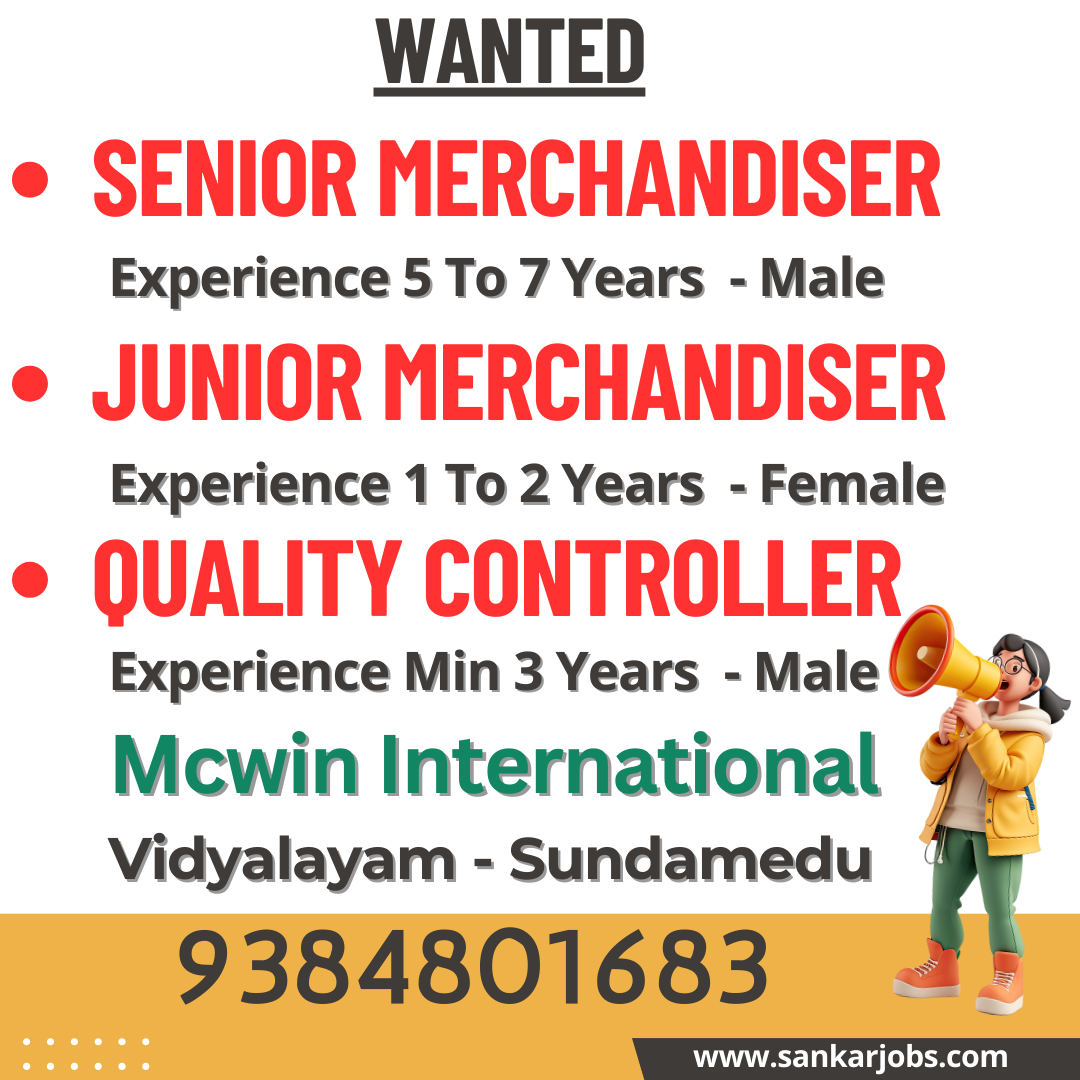 WANTED
• SENIOR MERCHANDISER
Experience 5 To 7 Years - Male
• JUNIOR MERCHANDISER
Experience 1 To 2 Years - Female
• QUALITY CONTROLLER
Experience Min 3 Years - Male
Mcwin International
Vidyalayam - Sundamedu
9384801683
www.sankarjobs.com